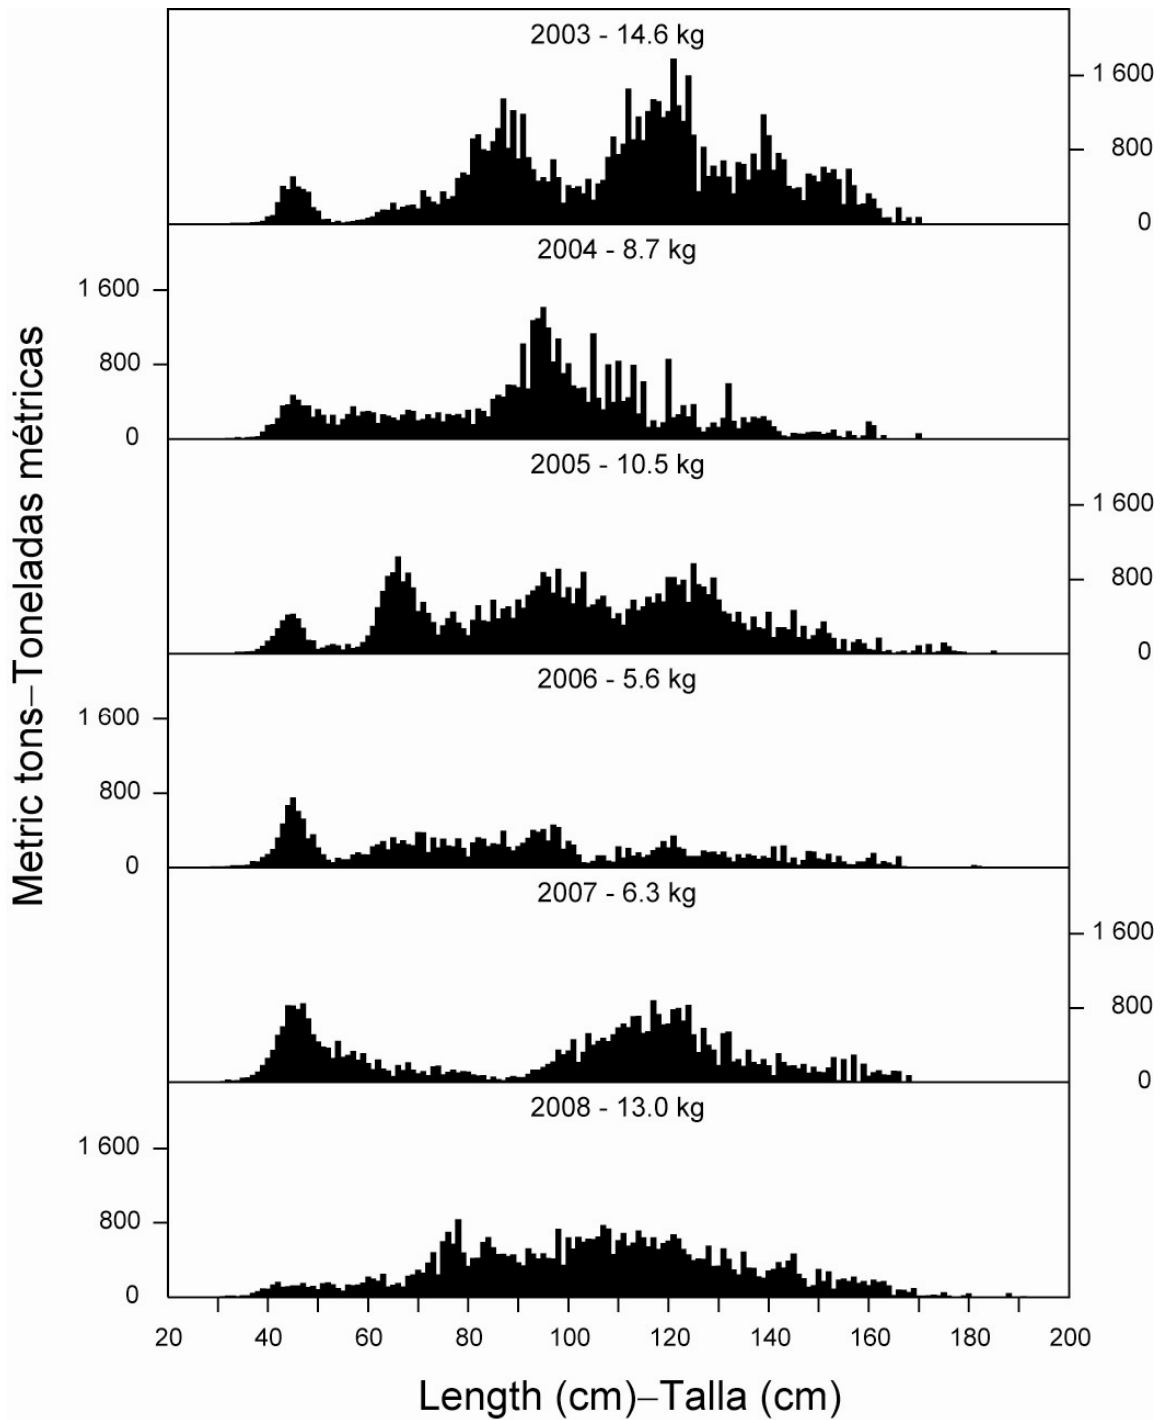 2003 - 14.6 kg
1 600
800
0
2004 - 8.7 kg
1 600
800
0
2005 - 10.5 kg
1 600
800
0
2006 - 5.6 kg
1 600
800
0
2007 - 6.3 kg
1 600
800
0
2008 - 13.0 kg
1 600
800
0
Metric tons–Toneladas métricas
20 40 60 80 100 120 140 160 180 200
Length (cm)–Talla (cm)